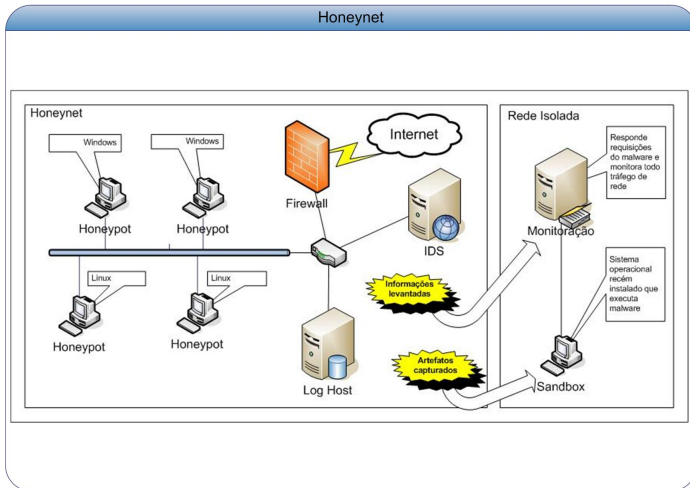 Honeynet
Honeynet
Windows
Windows
Honeypot
Honeypot
Linux
Linux
Honeypot
Honeypot
Internet
Firewall
IDS
Log Host
Informações
levantadas
Artefatos
capturados
Rede Isolada
Responde
requisições
do malware e
monitora todo
tráfego de
rede
Monitoração
Sistema
operacional
recém
instalado que
executa
malware
Sandbox